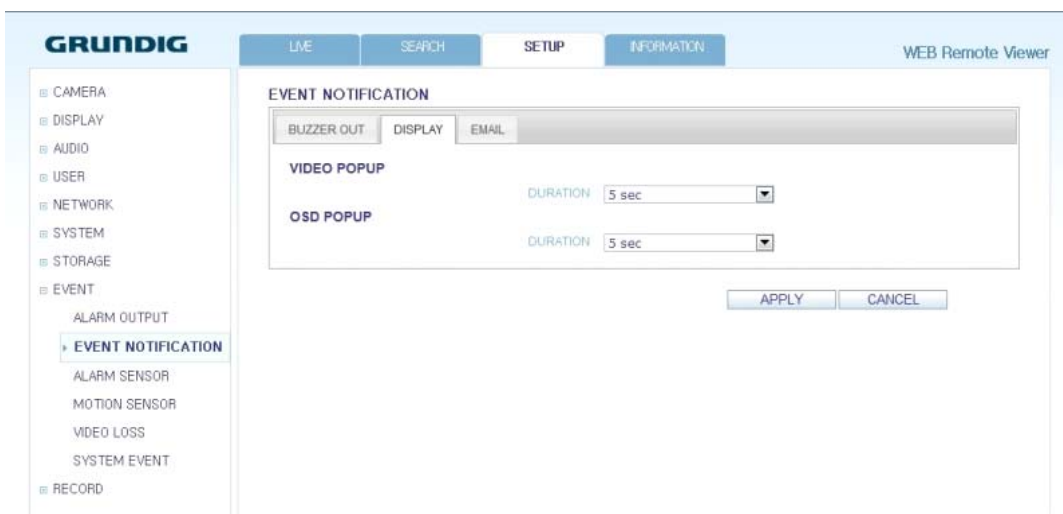 GRUNDIG
LIVE
SEARCH
SETUP
INFORMATION
WEB Remote Viewer
CAMERA
DISPLAY
AUDIO
USER
NETWORK
SYSTEM
STORAGE
EVENT
ALARM OUTPUT
EVENT NOTIFICATION
ALARM SENSOR
MOTION SENSOR
VIDEO LOSS
SYSTEM EVENT
RECORD
EVENT NOTIFICATION
BUZZER OUT
DISPLAY
EMAIL
VIDEO POPUP
DURATION 5 sec
OSD POPUP
DURATION 5 sec
APPLY
CANCEL